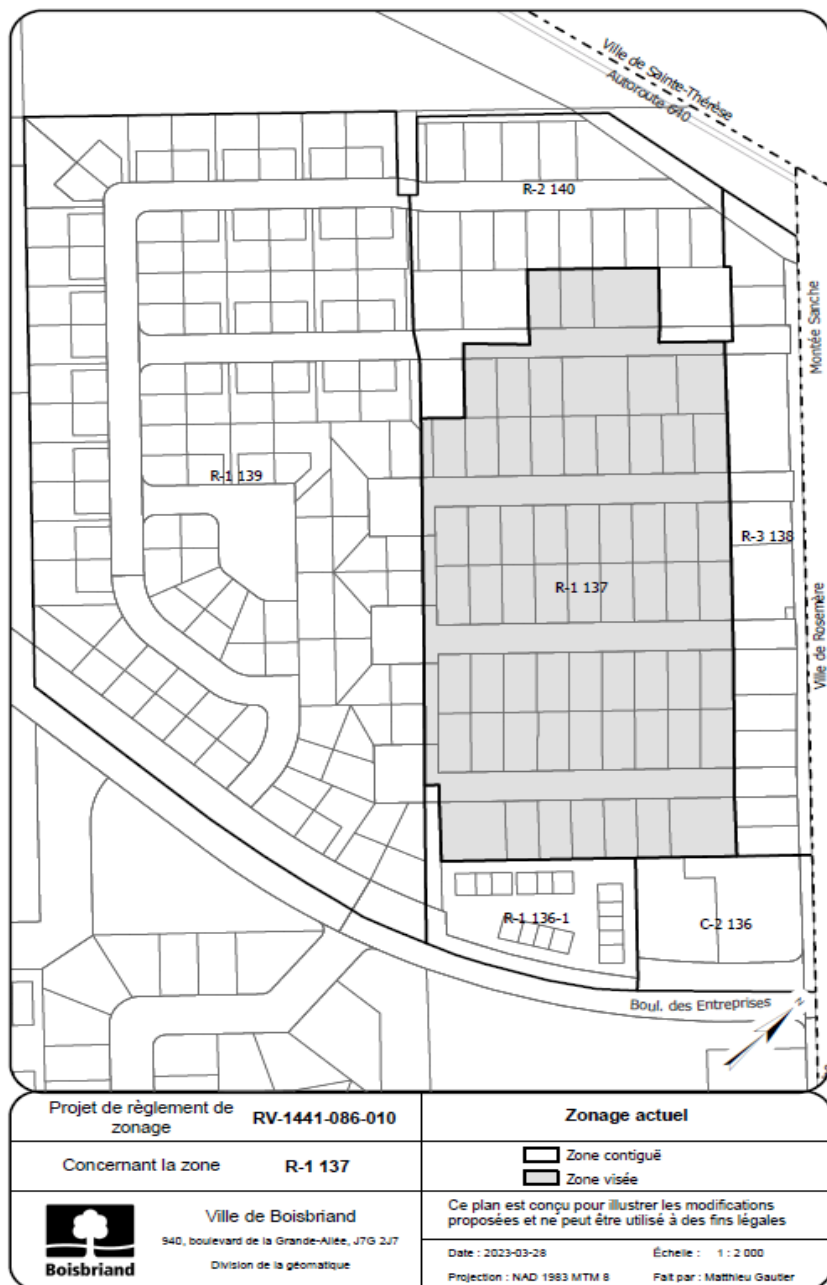 Ville de Sainte-Thérèse
Autoroute 640
R-2 140
Montée Sanche
R-1 139
R-3 138
R-1 137
Ville de Rosemère
R-1 136-1
C-2 136
Boul. des Entreprises
N
Projet de règlement de zonage RV-1441-086-010
Concernant la zone R-1 137
Boisbriand
Ville de Boisbriand
940, boulevard de la Grande-Allée, J7G 2J7
Division de la géomatique
Zonage actuel
Zone contiguë
Zone visée
Ce plan est conçu pour illustrer les modifications
proposées et ne peut être utilisé à des fins légales
Date : 2023-03-28 Échelle : 1 : 2 000
Projection : NAD 1983 MTM 8 Fait par : Matthieu Gautier